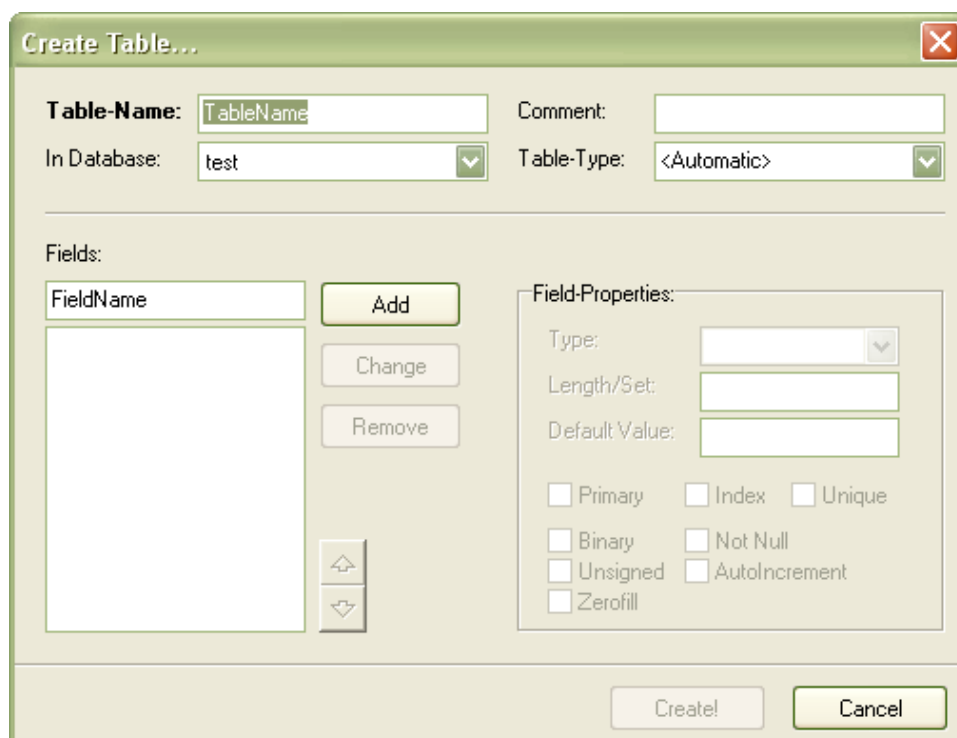 Create Table...
Table-Name: TableName Comment:
In Database: test Table-Type: <Automatic>
Fields:
FieldName Add Field-Properties:
Type:
Change
Length/Set:
Remove Default Value:
Primary Index Unique
Binary Not Null
Unsigned AutoIncrement
Zerofill
Create! Cancel